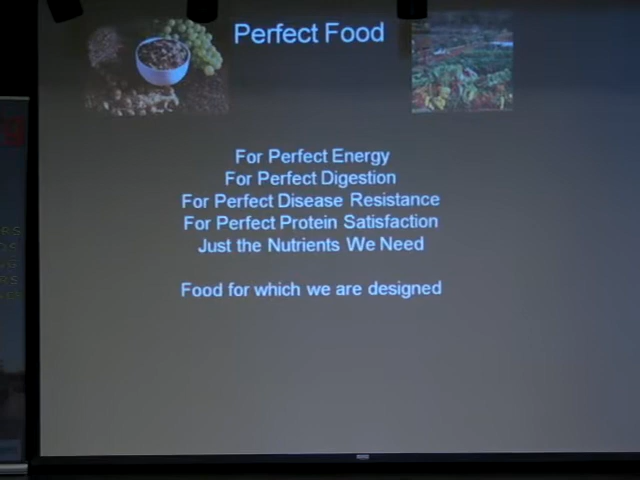 Perfect Food
For Perfect Energy
For Perfect Digestion
For Perfect Disease Resistance
For Perfect Protein Satisfaction
Just the Nutrients We Need
Food for which we are designed